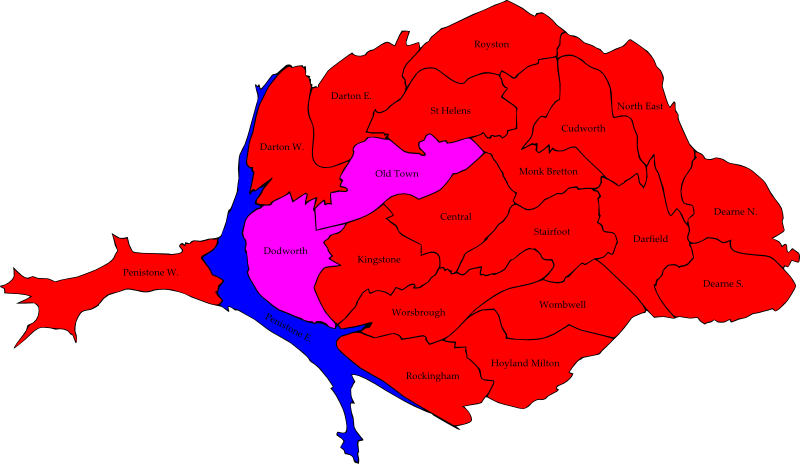 Royston
Darton E.
St Helens
North East
Cudworth
Darton W.
Old Town
Monk Bretton
Dearne N.
Central
Stairfoot
Darfield
Dodworth
Kingstone
Penistone W.
Dearne S.
Wombwell
Worsbrough
Penistone E.
Hoyland Milton
Rockingham